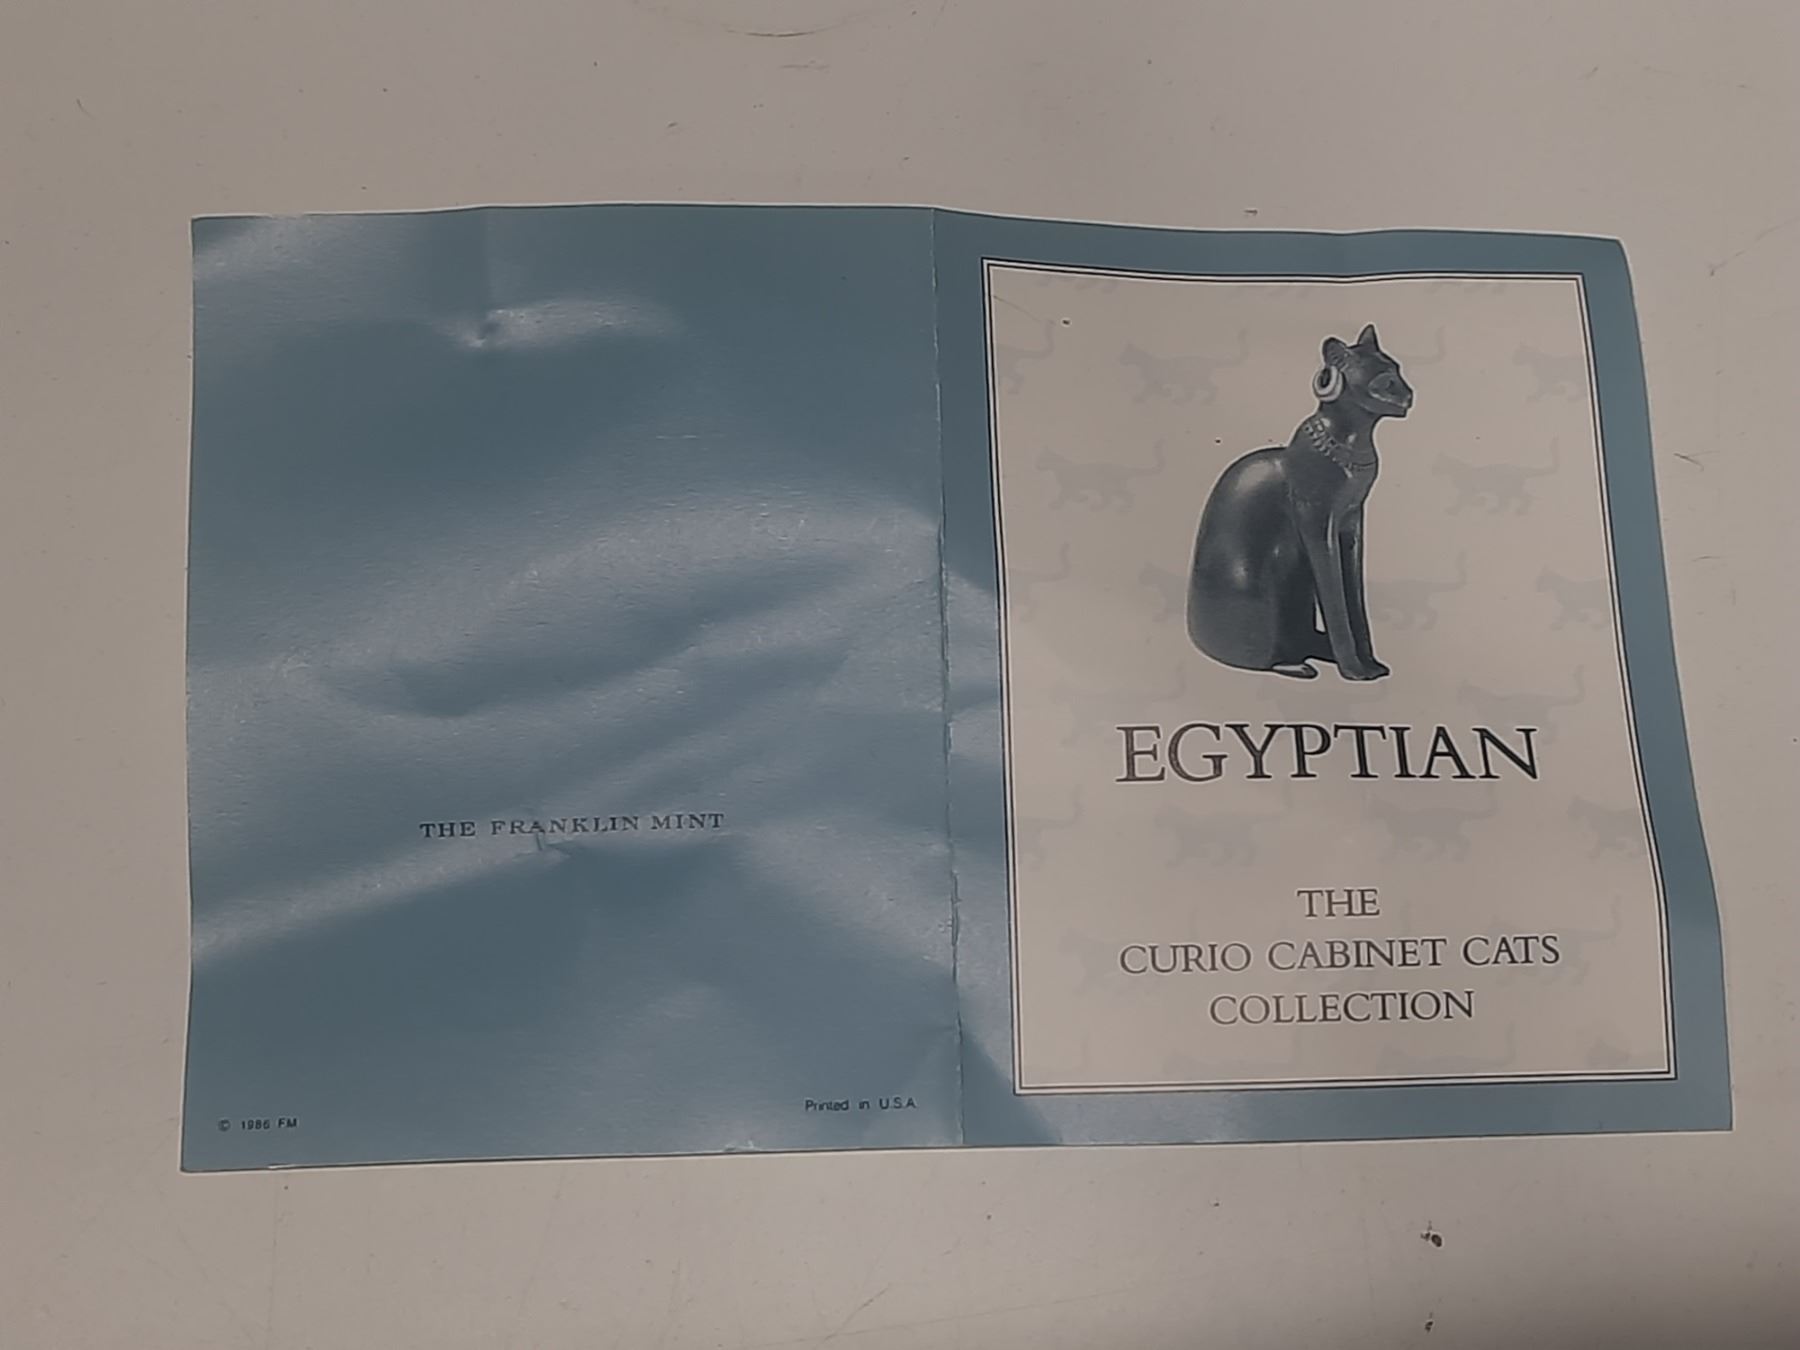 THE FRANKLIN MINT
© 1986 FM
Printed in U.S.A.
EGYPTIAN
THE
CURIO CABINET CATS
COLLECTION